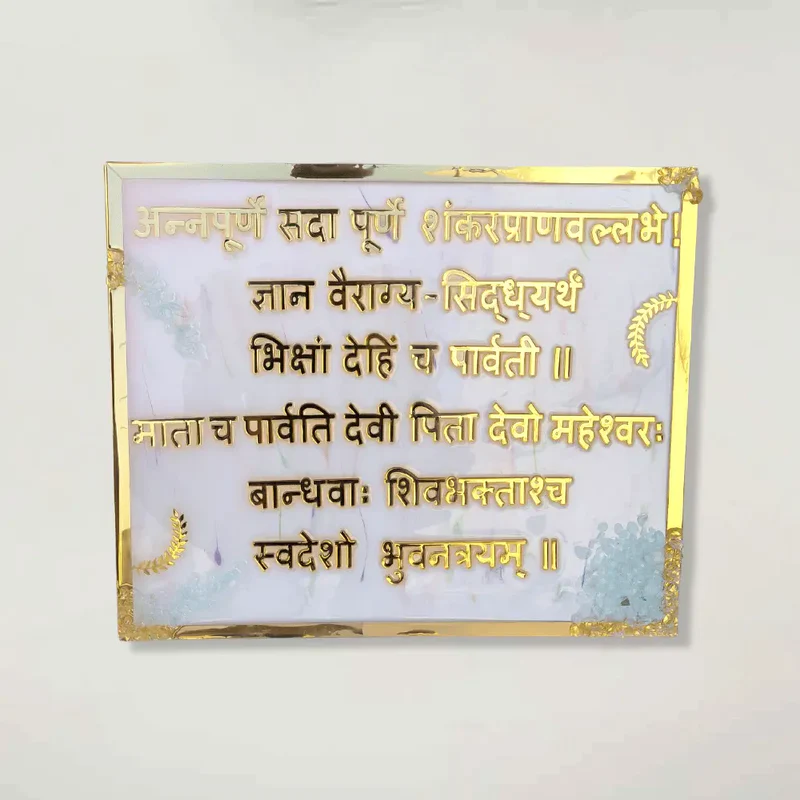 अन्नपूर्णे सदा पूर्णे शंकरप्राणवल्लभे!
ज्ञान वैराग्य-सिद्ध्यर्थं
भिक्षां देहिं च पार्वती ॥
माता च पार्वति देवी पिता देवो महेश्वरः
बान्धवाः शिवभक्ताश्च
स्वदेशो भुवनत्रयम् ॥